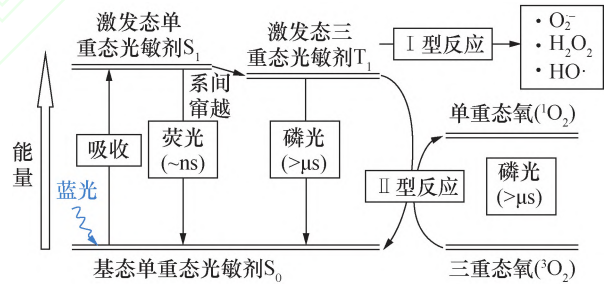 激发态单
重态光敏剂S₁
激发态三
重态光敏剂T₁
Ⅰ型反应
· O₂⁻
· H₂O₂
· HO·
系间
窜越
单重态氧(¹O₂)
能量
吸收
荧光
(~ns)
磷光
(>μs)
Ⅱ型反应
磷光
(>μs)
蓝光
基态单重态光敏剂S₀
三重态氧(³O₂)